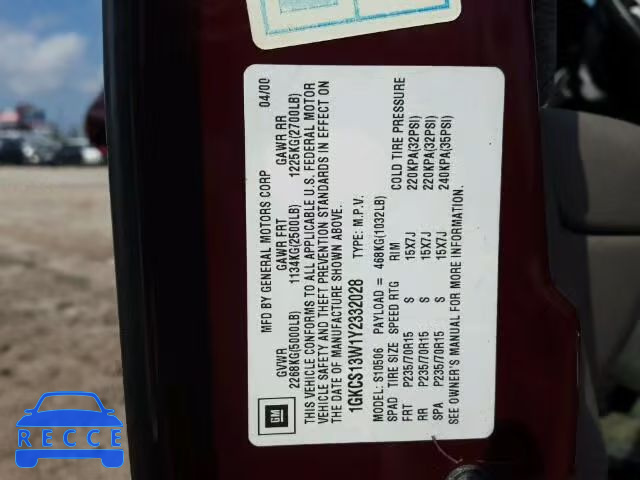 GM
MFD BY GENERAL MOTORS CORP 04/00
GVWR GAWR FRT GAWR RR
2268KG(5000LB) 1134KG(2500LB) 1225KG(2700LB)
THIS VEHICLE CONFORMS TO ALL APPLICABLE U.S. FEDERAL MOTOR
VEHICLE SAFETY AND THEFT PREVENTION STANDARDS IN EFFECT ON
THE DATE OF MANUFACTURE SHOWN ABOVE.
1GKCS13W1Y2332028 TYPE: M.P.V.
MODEL: S10506 PAYLOAD = 468KG(1032LB)
SPAD TIRE SIZE SPEED RTG RIM COLD TIRE PRESSURE
FRT P235/70R15 S 15X7J 220KPA(32PSI)
RR P235/70R15 S 15X7J 220KPA(32PSI)
SPA P235/70R15 S 15X7J 240KPA(35PSI)
SEE OWNER'S MANUAL FOR MORE INFORMATION.
RECCE